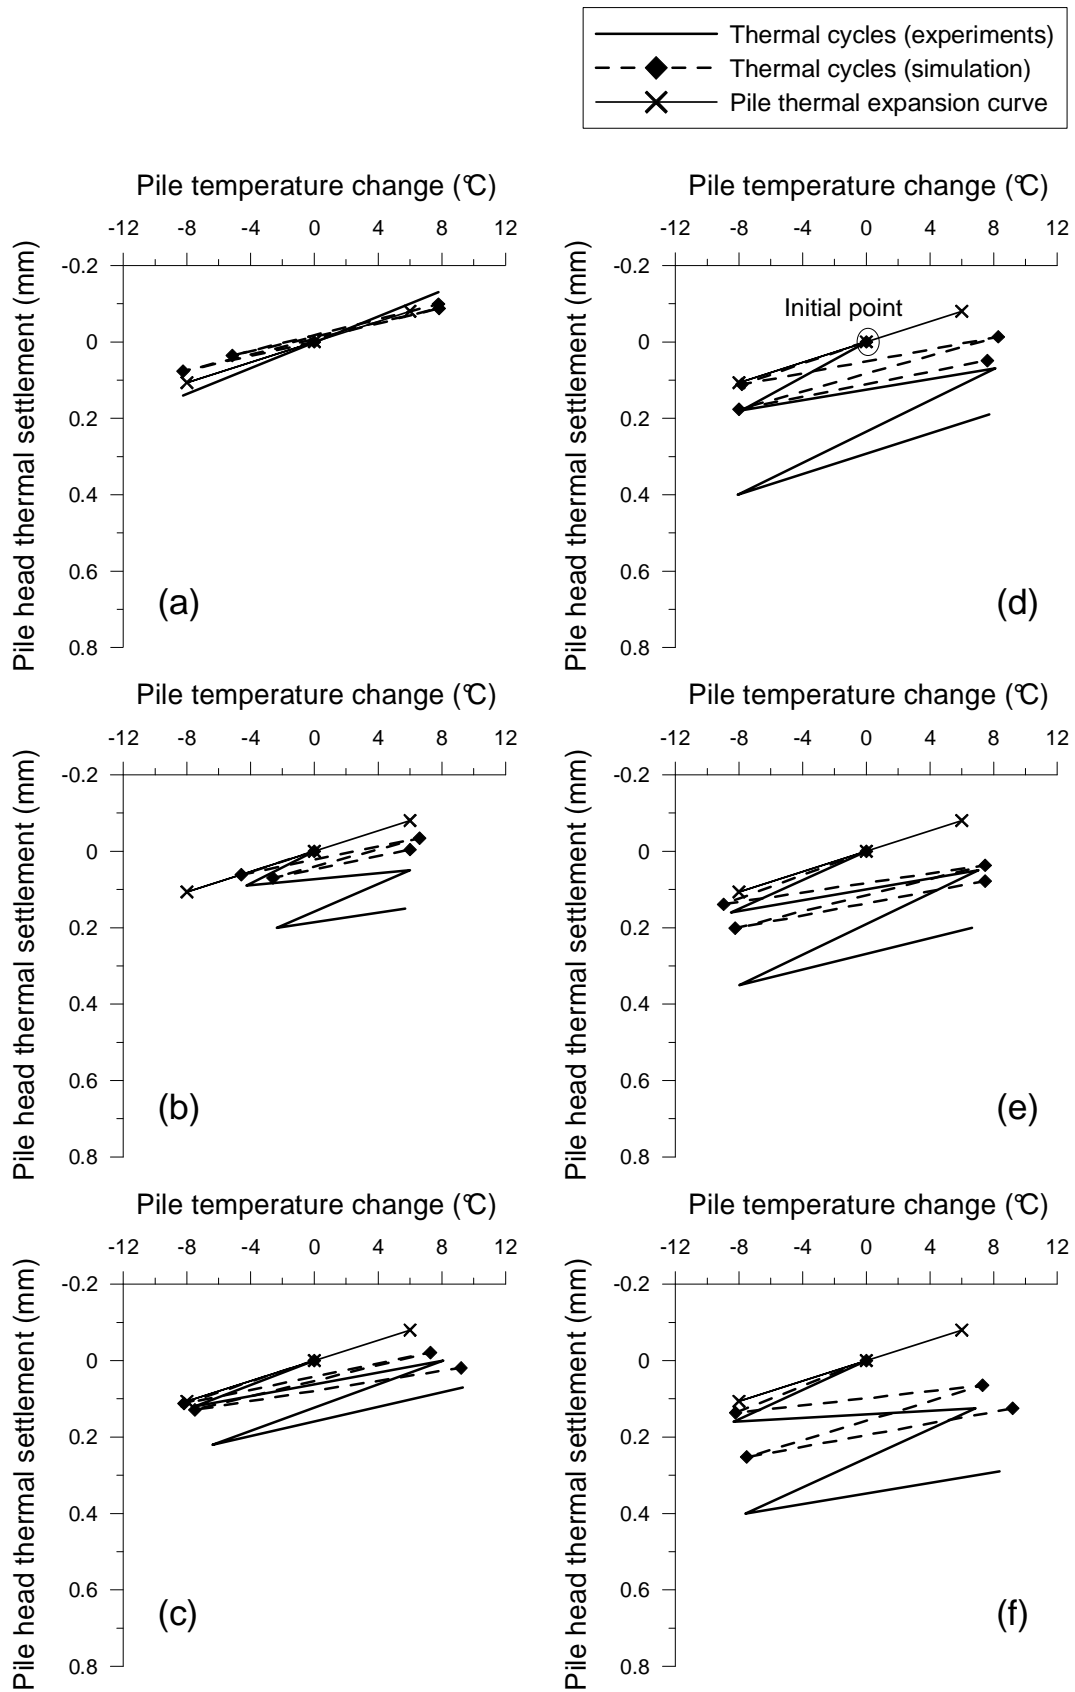 Thermal cycles (experiments)
Thermal cycles (simulation)
Pile thermal expansion curve
Pile temperature change (°C)
-12 -8 -4 0 4 8 12
Pile head thermal settlement (mm)
-0.2
0
0.2
0.4
0.6
0.8
(a)
Pile temperature change (°C)
-12 -8 -4 0 4 8 12
Pile head thermal settlement (mm)
-0.2
0
0.2
0.4
0.6
0.8
Initial point
(d)
Pile temperature change (°C)
-12 -8 -4 0 4 8 12
Pile head thermal settlement (mm)
-0.2
0
0.2
0.4
0.6
0.8
(b)
Pile temperature change (°C)
-12 -8 -4 0 4 8 12
Pile head thermal settlement (mm)
-0.2
0
0.2
0.4
0.6
0.8
(e)
Pile temperature change (°C)
-12 -8 -4 0 4 8 12
Pile head thermal settlement (mm)
-0.2
0
0.2
0.4
0.6
0.8
(c)
Pile temperature change (°C)
-12 -8 -4 0 4 8 12
Pile head thermal settlement (mm)
-0.2
0
0.2
0.4
0.6
0.8
(f)